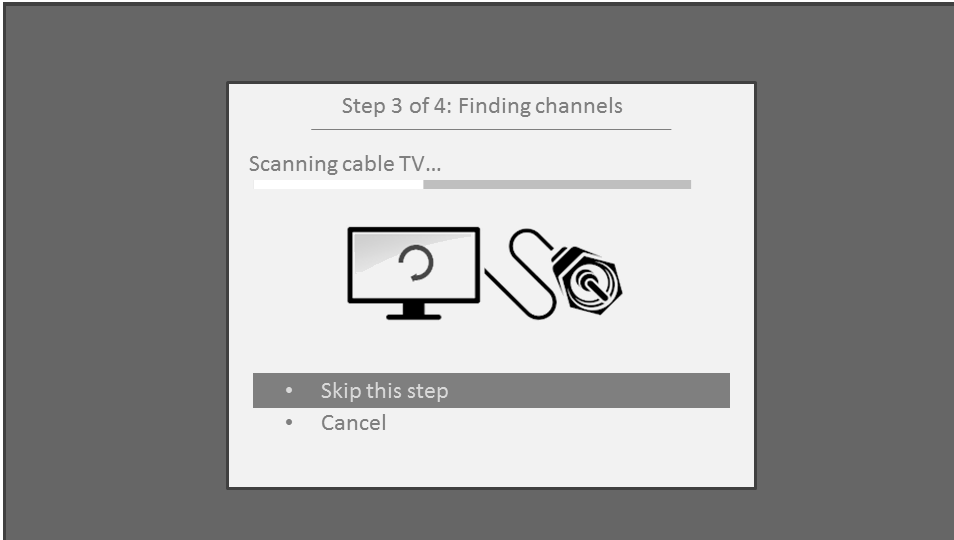 Step 3 of 4: Finding channels
Scanning cable TV...
• Skip this step
• Cancel